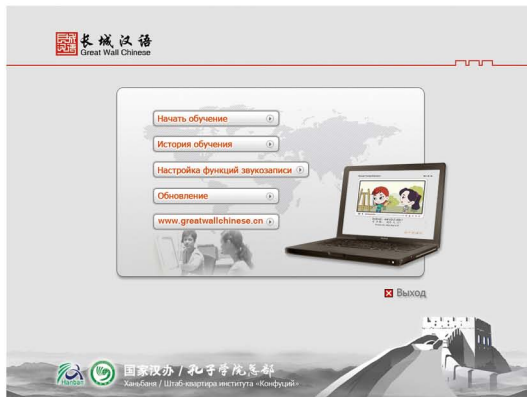 长城汉语
Great Wall Chinese
Начать обучение
История обучения
Настройка функций звукозаписи
Обновление
www.greatwallchinese.cn
Выход
Hanban
国家汉办 / 孔子学院总部
Ханьбань / Штаб-квартира института «Конфуций»